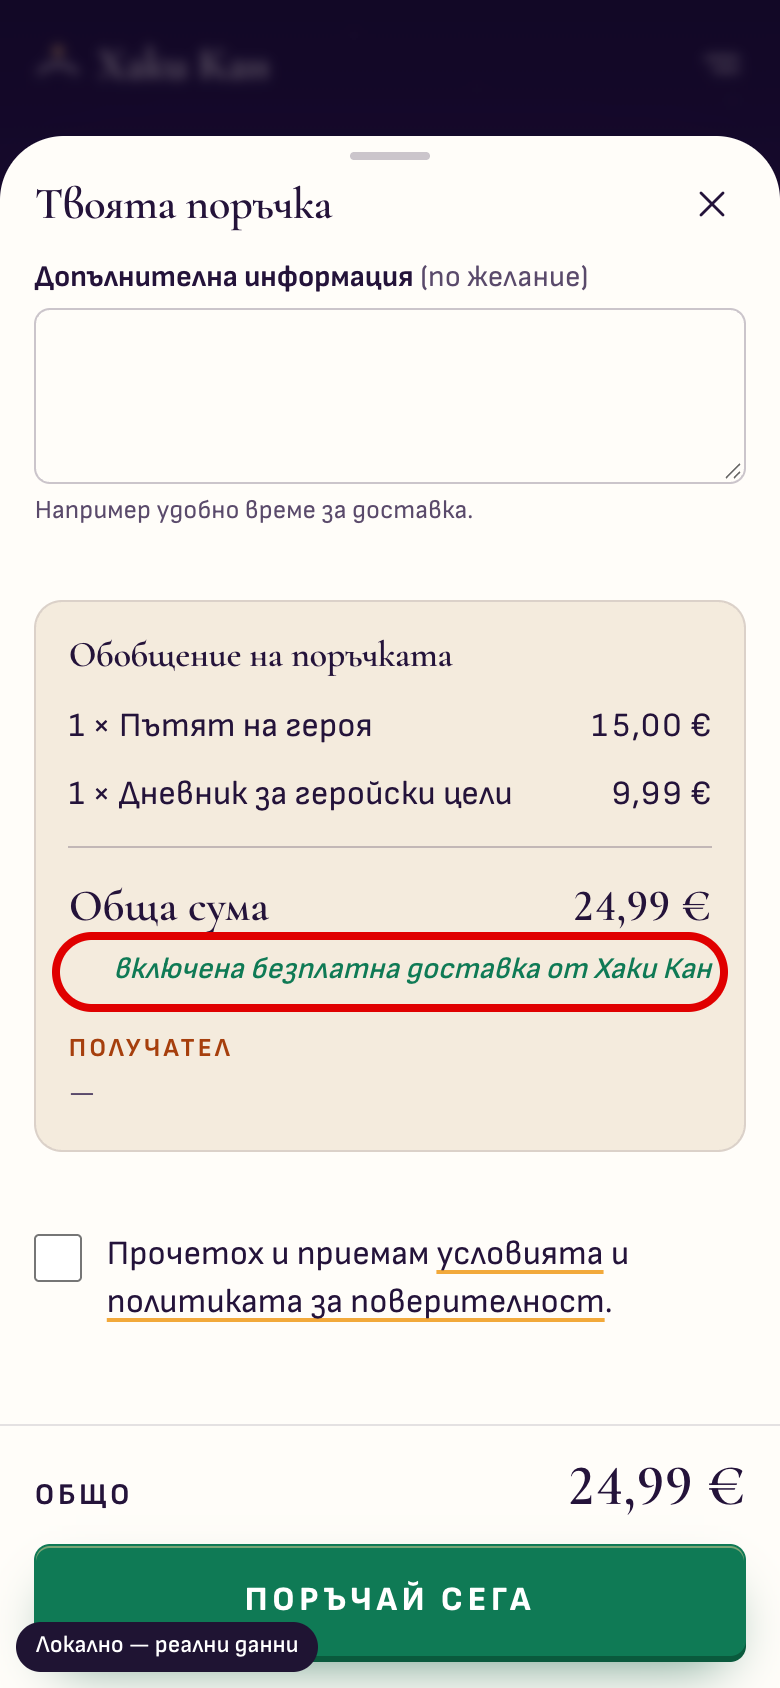 Хаки Кан
Твоята поръчка
Допълнителна информация (по желание)
Например удобно време за доставка.
Обобщение на поръчката
1 × Пътят на героя 15,00 €
1 × Дневник за геройски цели 9,99 €
Обща сума 24,99 €
включена безплатна доставка от Хаки Кан
ПОЛУЧАТЕЛ
—
Прочетох и приемам условията и
политиката за поверителност.
ОБЩО 24,99 €
ПОРЪЧАЙ СЕГА
Локално — реални данни